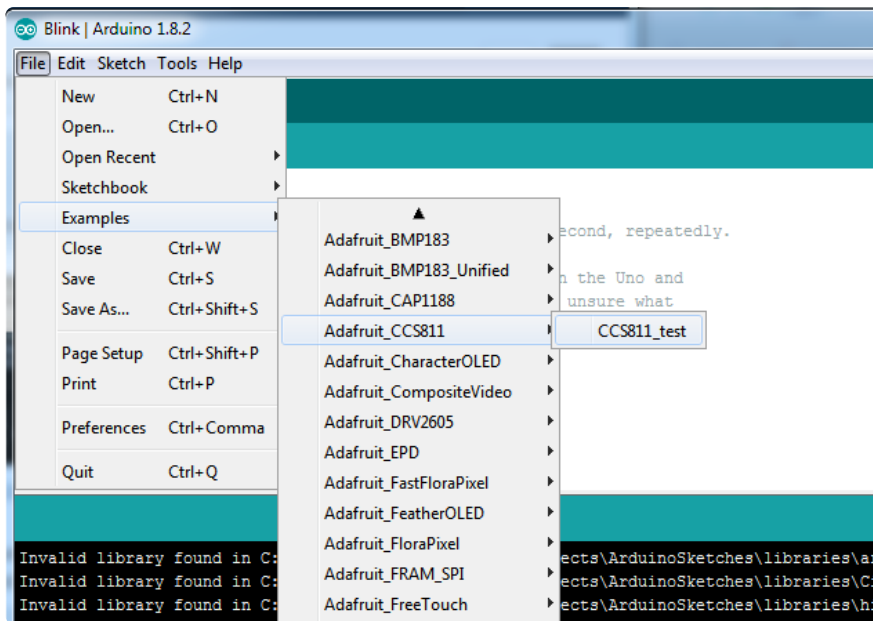 Blink | Arduino 1.8.2
File Edit Sketch Tools Help
New Ctrl+N
Open... Ctrl+O
Open Recent
Sketchbook
Examples
Close Ctrl+W
Save Ctrl+S
Save As... Ctrl+Shift+S
Page Setup Ctrl+Shift+P
Print Ctrl+P
Preferences Ctrl+Comma
Quit Ctrl+Q
Adafruit_BMP183
Adafruit_BMP183_Unified
Adafruit_CAP1188
Adafruit_CCS811
Adafruit_CharacterOLED
Adafruit_CompositeVideo
Adafruit_DRV2605
Adafruit_EPD
Adafruit_FastFloraPixel
Adafruit_FeatherOLED
Adafruit_FloraPixel
Adafruit_FRAM_SPI
Adafruit_FreeTouch
CCS811_test
econd, repeatedly.
the Uno and
unsure what
Invalid library found in C: ects\ArduinoSketches\libraries\a
Invalid library found in C: ects\ArduinoSketches\libraries\C
Invalid library found in C: ects\ArduinoSketches\libraries\h